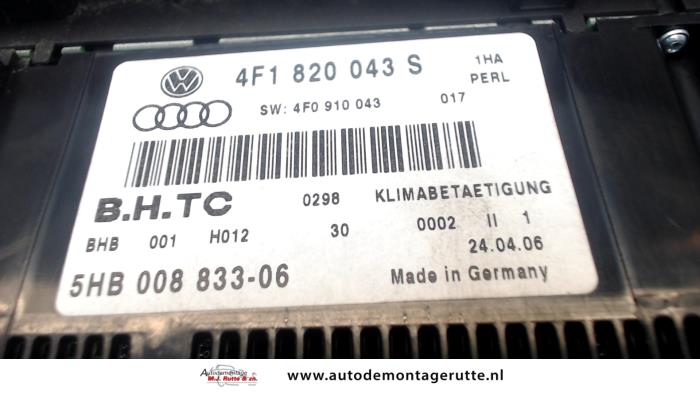 4F1 820 043 S 1HA
PERL
SW: 4F0 910 043 017
B.H.TC 0298 KLIMABETAETIGUNG
BHB 001 H012 30 0002 II 1
24.04.06
5HB 008 833-06 Made in Germany
Autodemontage
M.J. Rutte & zn.
www.autodemontagerutte.nl